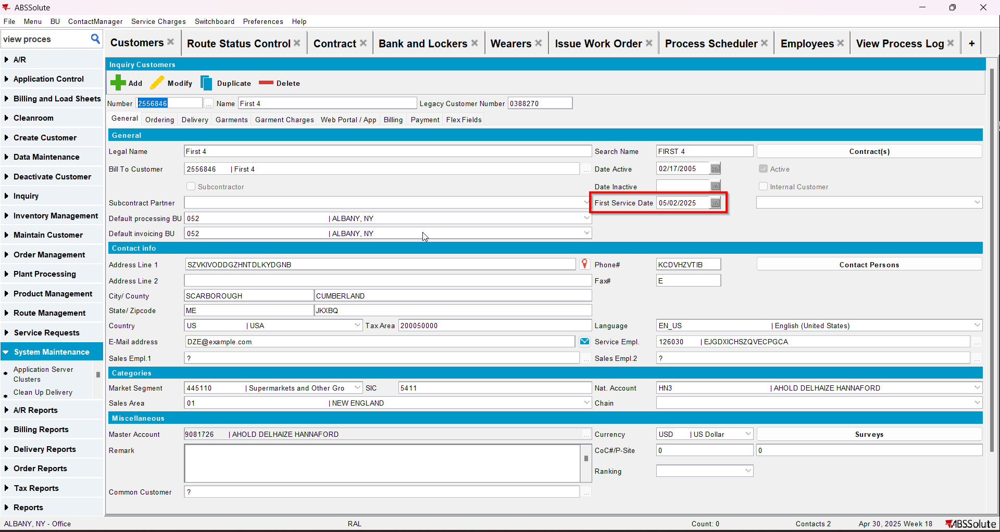 ABSSolute
File Menu BU ContactManager Service Charges Switchboard Preferences Help
view proces
Customers Route Status Control Contract Bank and Lockers Wearers Issue Work Order Process Scheduler Employees View Process Log +
A/R
Application Control
Billing and Load Sheets
Cleanroom
Create Customer
Data Maintenance
Deactivate Customer
Inquiry
Inventory Management
Maintain Customer
Order Management
Plant Processing
Product Management
Route Management
Service Requests
System Maintenance
Application Server
Clusters
Clean Up Delivery
A/R Reports
Billing Reports
Delivery Reports
Order Reports
Tax Reports
Reports
Inquiry Customers
Add Modify Duplicate Delete
Number 2556846 ... Name First 4 Legacy Customer Number 0388270
General Ordering Delivery Garments Garment Charges Web Portal / App Billing Payment Flex Fields
General
Legal Name First 4 Search Name FIRST 4 Contract(s)
Bill To Customer 2556846 | First 4 ... Date Active 02/17/2005 16 Active
Subcontractor Date Inactive 16 Internal Customer
Subcontract Partner First Service Date 05/02/2025 16
Default processing BU 052 | ALBANY, NY
Default invoicing BU 052 | ALBANY, NY
Contact info
Address Line 1 SZVKIVODDGZHNTDLKYDGNB Phone# KCDVHZVTIB Contact Persons
Address Line 2 Fax# E
City/ County SCARBOROUGH CUMBERLAND
State/ Zipcode ME JKXBQ
Country US | USA Tax Area 200050000 Language EN_US | English (United States)
E-Mail address DZE@example.com Service Empl. 126030 | EJGDXICHSZQVECPGCA ...
Sales Empl.1 ? ... Sales Empl.2 ? ...
Categories
Market Segment 445110 | Supermarkets and Other Gro SIC 5411 Nat. Account HN3 | AHOLD DELHAIZE HANNAFORD
Sales Area 01 | NEW ENGLAND Chain
Miscellaneous
Master Account 9081726 | AHOLD DELHAIZE HANNAFORD ... Currency USD | US Dollar Surveys
Remark CoC#/P-Site 0 0
Ranking
Common Customer ? ...
ALBANY, NY - Office RAL Count: 0 Contacts 2 Apr 30, 2025 Week 18 ABSSolute